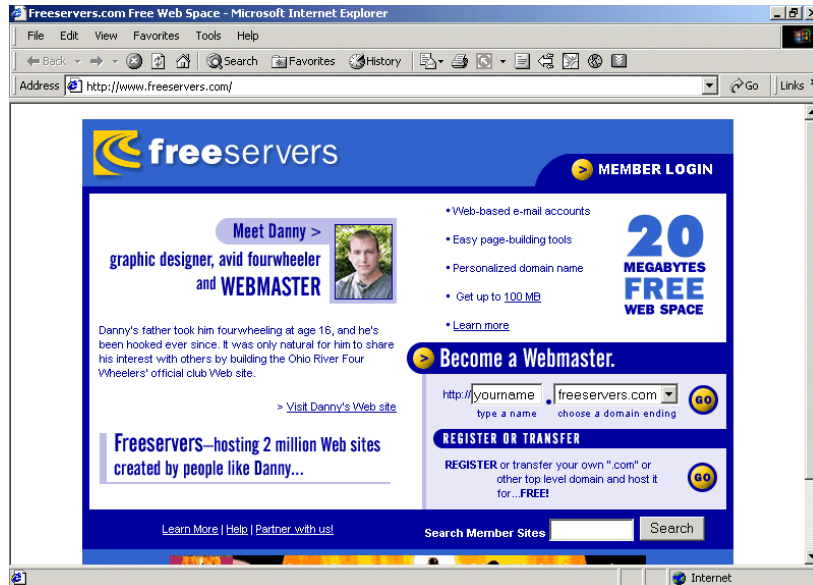 Freeservers.com Free Web Space - Microsoft Internet Explorer
File Edit View Favorites Tools Help
Back Search Favorites History
Address http://www.freeservers.com/ Go Links
freeservers
MEMBER LOGIN
Meet Danny >
graphic designer, avid fourwheeler
and WEBMASTER
Danny's father took him fourwheeling at age 16, and he's
been hooked ever since. It was only natural for him to share
his interest with others by building the Ohio River Four
Wheelers' official club Web site.
> Visit Danny's Web site
Freeservers—hosting 2 million Web sites
created by people like Danny...
• Web-based e-mail accounts
• Easy page-building tools
• Personalized domain name
• Get up to 100 MB
• Learn more
20
MEGABYTES
FREE
WEB SPACE
> Become a Webmaster.
http:// yourname . freeservers.com GO
type a name choose a domain ending
REGISTER OR TRANSFER
REGISTER or transfer your own ".com" or
other top level domain and host it
for...FREE!
GO
Learn More | Help | Partner with us!
Search Member Sites Search
Internet